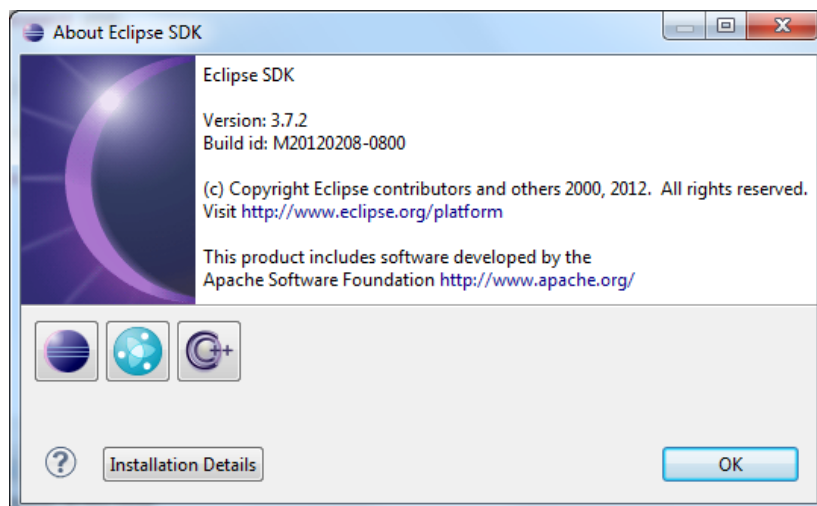 About Eclipse SDK
Eclipse SDK
Version: 3.7.2
Build id: M20120208-0800
(c) Copyright Eclipse contributors and others 2000, 2012.  All rights reserved.
Visit http://www.eclipse.org/platform
This product includes software developed by the
Apache Software Foundation http://www.apache.org/
C++
?
Installation Details
OK